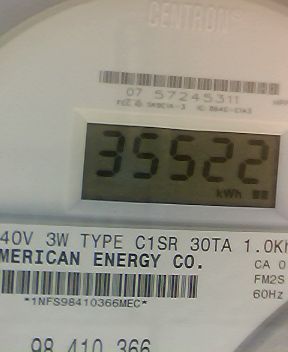 CENTRON
07 57245311
35522
kWh
40V 3W TYPE C1SR 30TA 1.0Kh
MERICAN ENERGY CO.
CA 0
FM2S
60Hz
*1NFS98410366MEC*
98 410 366